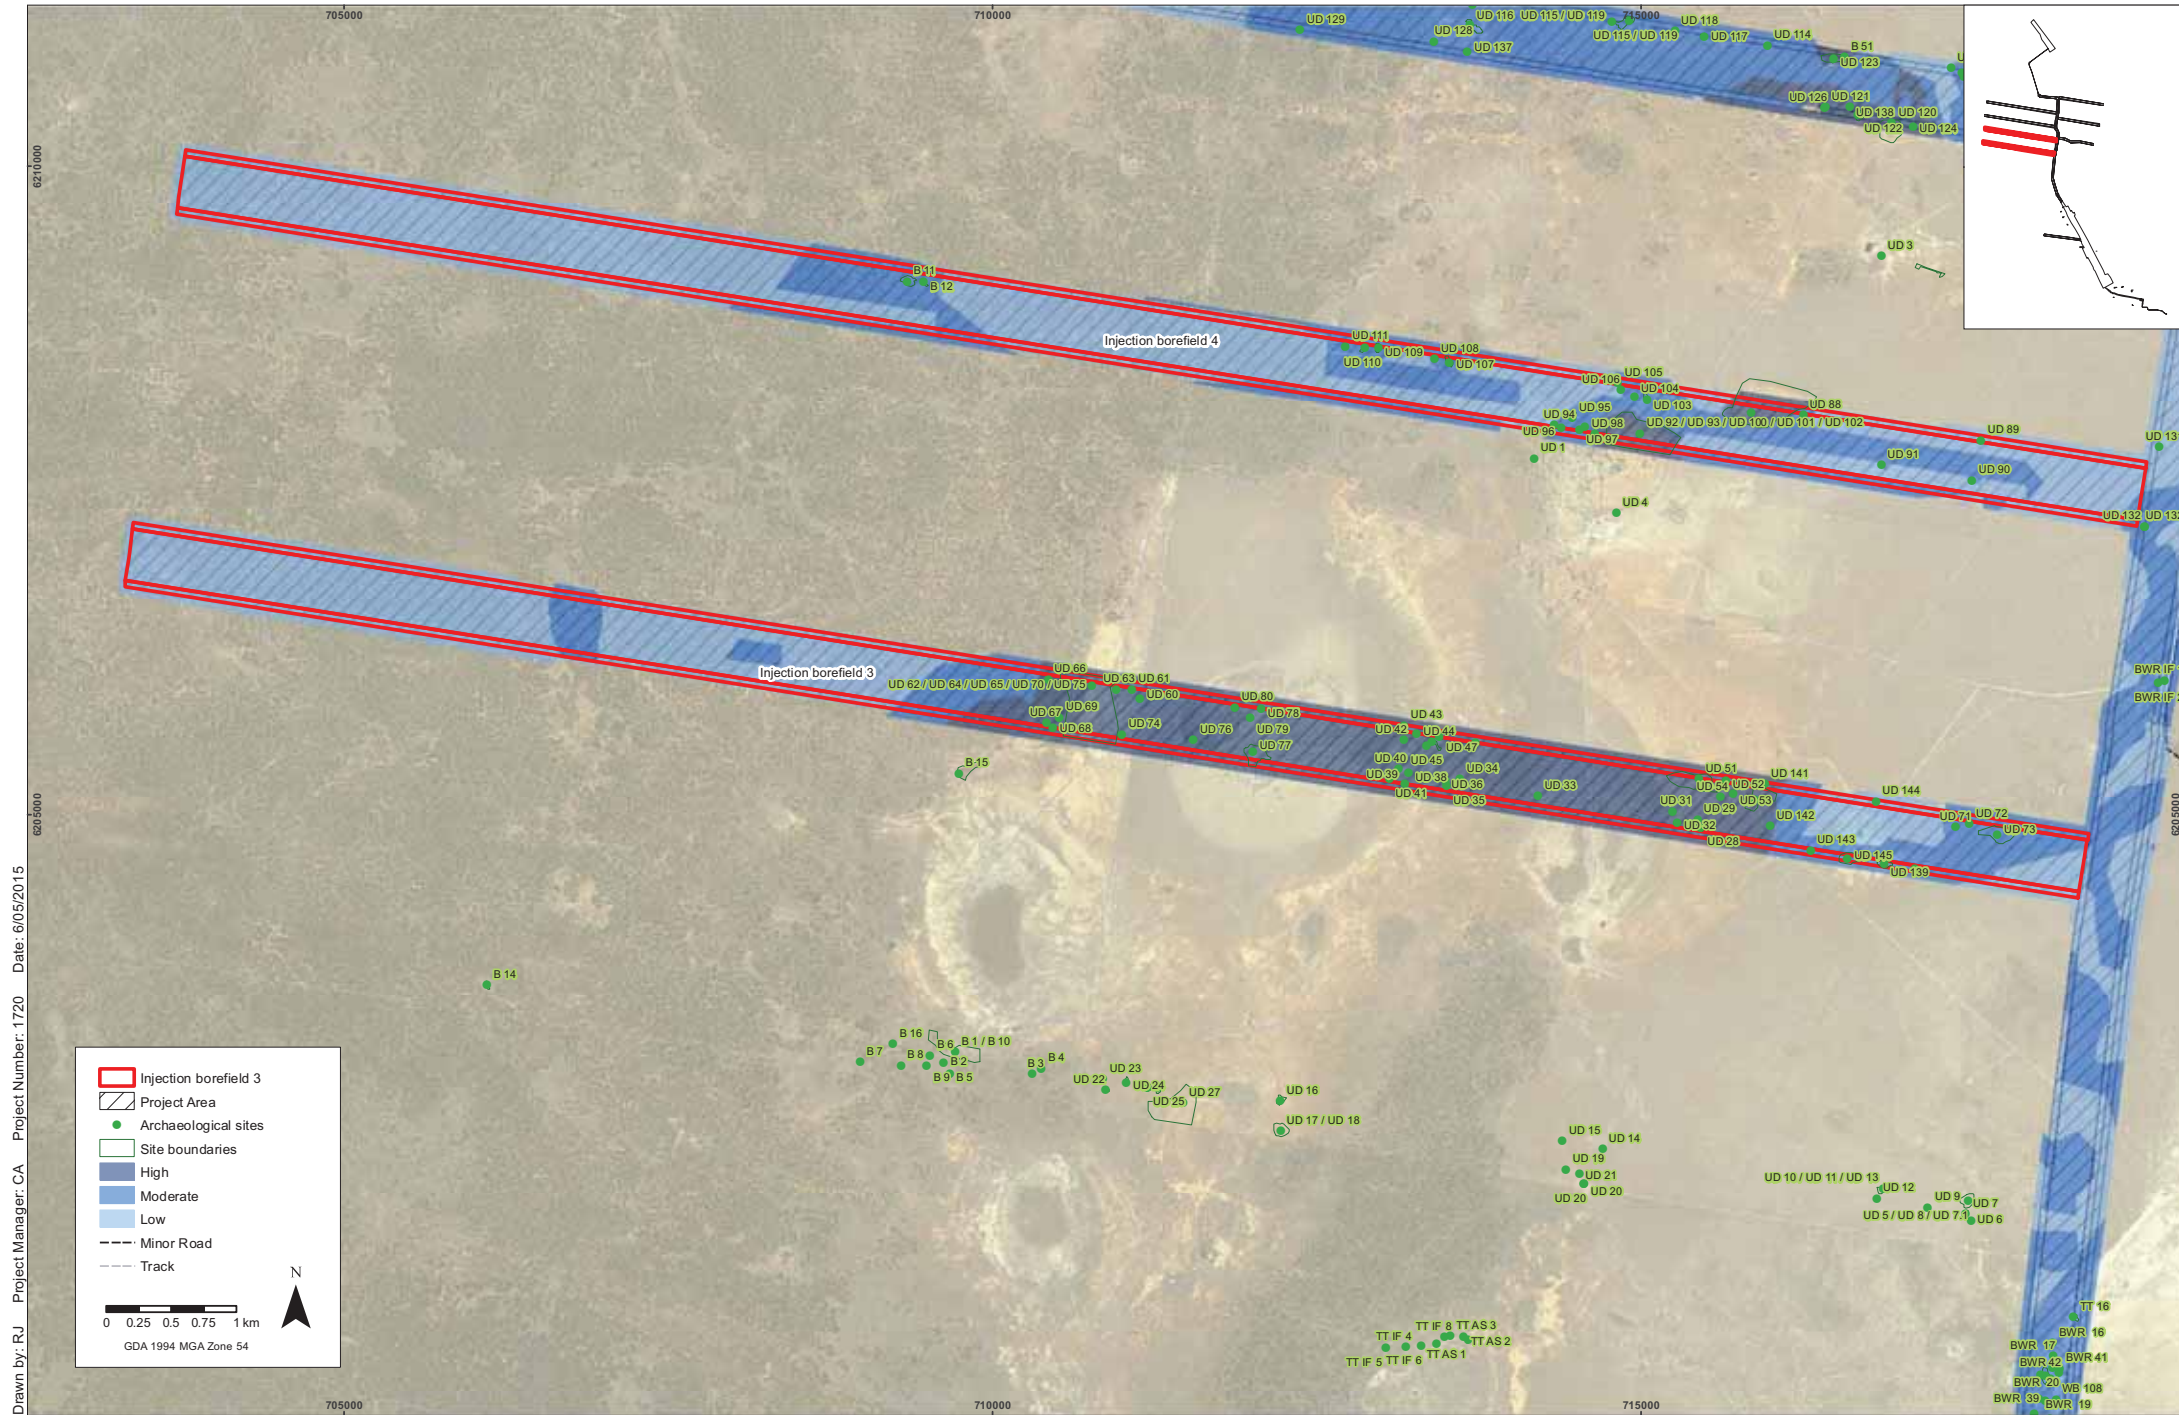 705000
710000
715000
UD 129
UD 116
UD 115 / UD 119
UD 118
UD 128
UD 115 / UD 119
UD 117
UD 114
UD 137
B 51
UD 123
UD 126
UD 121
UD 138
UD 120
UD 122
UD 124
6210000
UD 3
B 11
B 12
Injection borefield 4
UD 111
UD 109
UD 108
UD 110
UD 107
UD 105
UD 106
UD 104
UD 103
UD 88
UD 94
UD 95
UD 98
UD 92 / UD 93 / UD 100 / UD 101 / UD 102
UD 96
UD 97
UD 1
UD 89
UD 91
UD 90
UD 4
UD 132
Injection borefield 3
UD 66
UD 62 / UD 64 / UD 65 / UD 70 / UD 75
UD 63
UD 61
UD 60
UD 67
UD 69
UD 68
UD 74
UD 76
UD 80
UD 78
UD 79
UD 77
UD 43
UD 42
UD 44
UD 47
UD 40
UD 45
UD 34
UD 39
UD 38
UD 36
UD 41
UD 35
UD 33
UD 51
UD 141
UD 54
UD 52
UD 53
UD 31
UD 29
UD 32
UD 142
UD 28
UD 144
UD 71
UD 72
UD 73
UD 143
UD 145
UD 139
BWR IF
BWR IF
6205000
6205000
B 15
B 14
B 16
B 7
B 8
B 6
B 1 / B 10
B 2
B 9
B 5
B 3
B 4
UD 22
UD 23
UD 24
UD 25
UD 27
UD 16
UD 17 / UD 18
UD 15
UD 14
UD 19
UD 21
UD 20
UD 20
UD 10 / UD 11 / UD 13
UD 12
UD 9
UD 7
UD 5 / UD 8 / UD 7.1
UD 6
TT IF 8
TT AS 3
TT IF 4
TT AS 2
TT IF 5
TT IF 6
TT AS 1
TT 16
BWR 16
BWR 17
BWR 41
BWR 42
BWR 20
WB 108
BWR 39
BWR 19
Injection borefield 3
Project Area
Archaeological sites
Site boundaries
High
Moderate
Low
Minor Road
Track
N
0 0.25 0.5 0.75 1 km
GDA 1994 MGA Zone 54
705000
710000
715000
Drawn by: RJ Project Manager: CA Project Number: 1720 Date: 6/05/2015